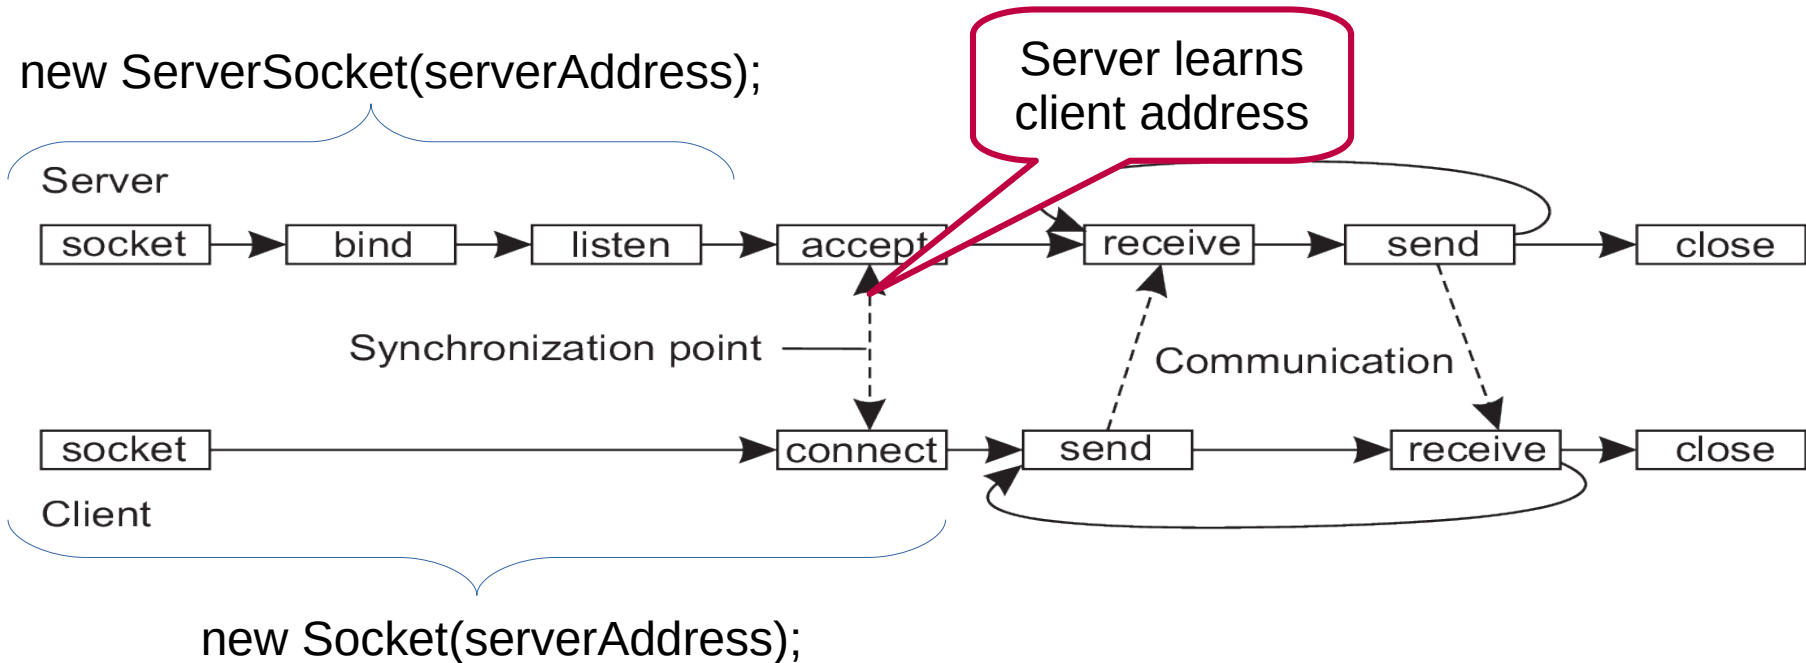 new ServerSocket(serverAddress);
Server learns
client address
Server
socket
bind
listen
accept
receive
send
close
Synchronization point
Communication
socket
connect
send
receive
close
Client
new Socket(serverAddress);